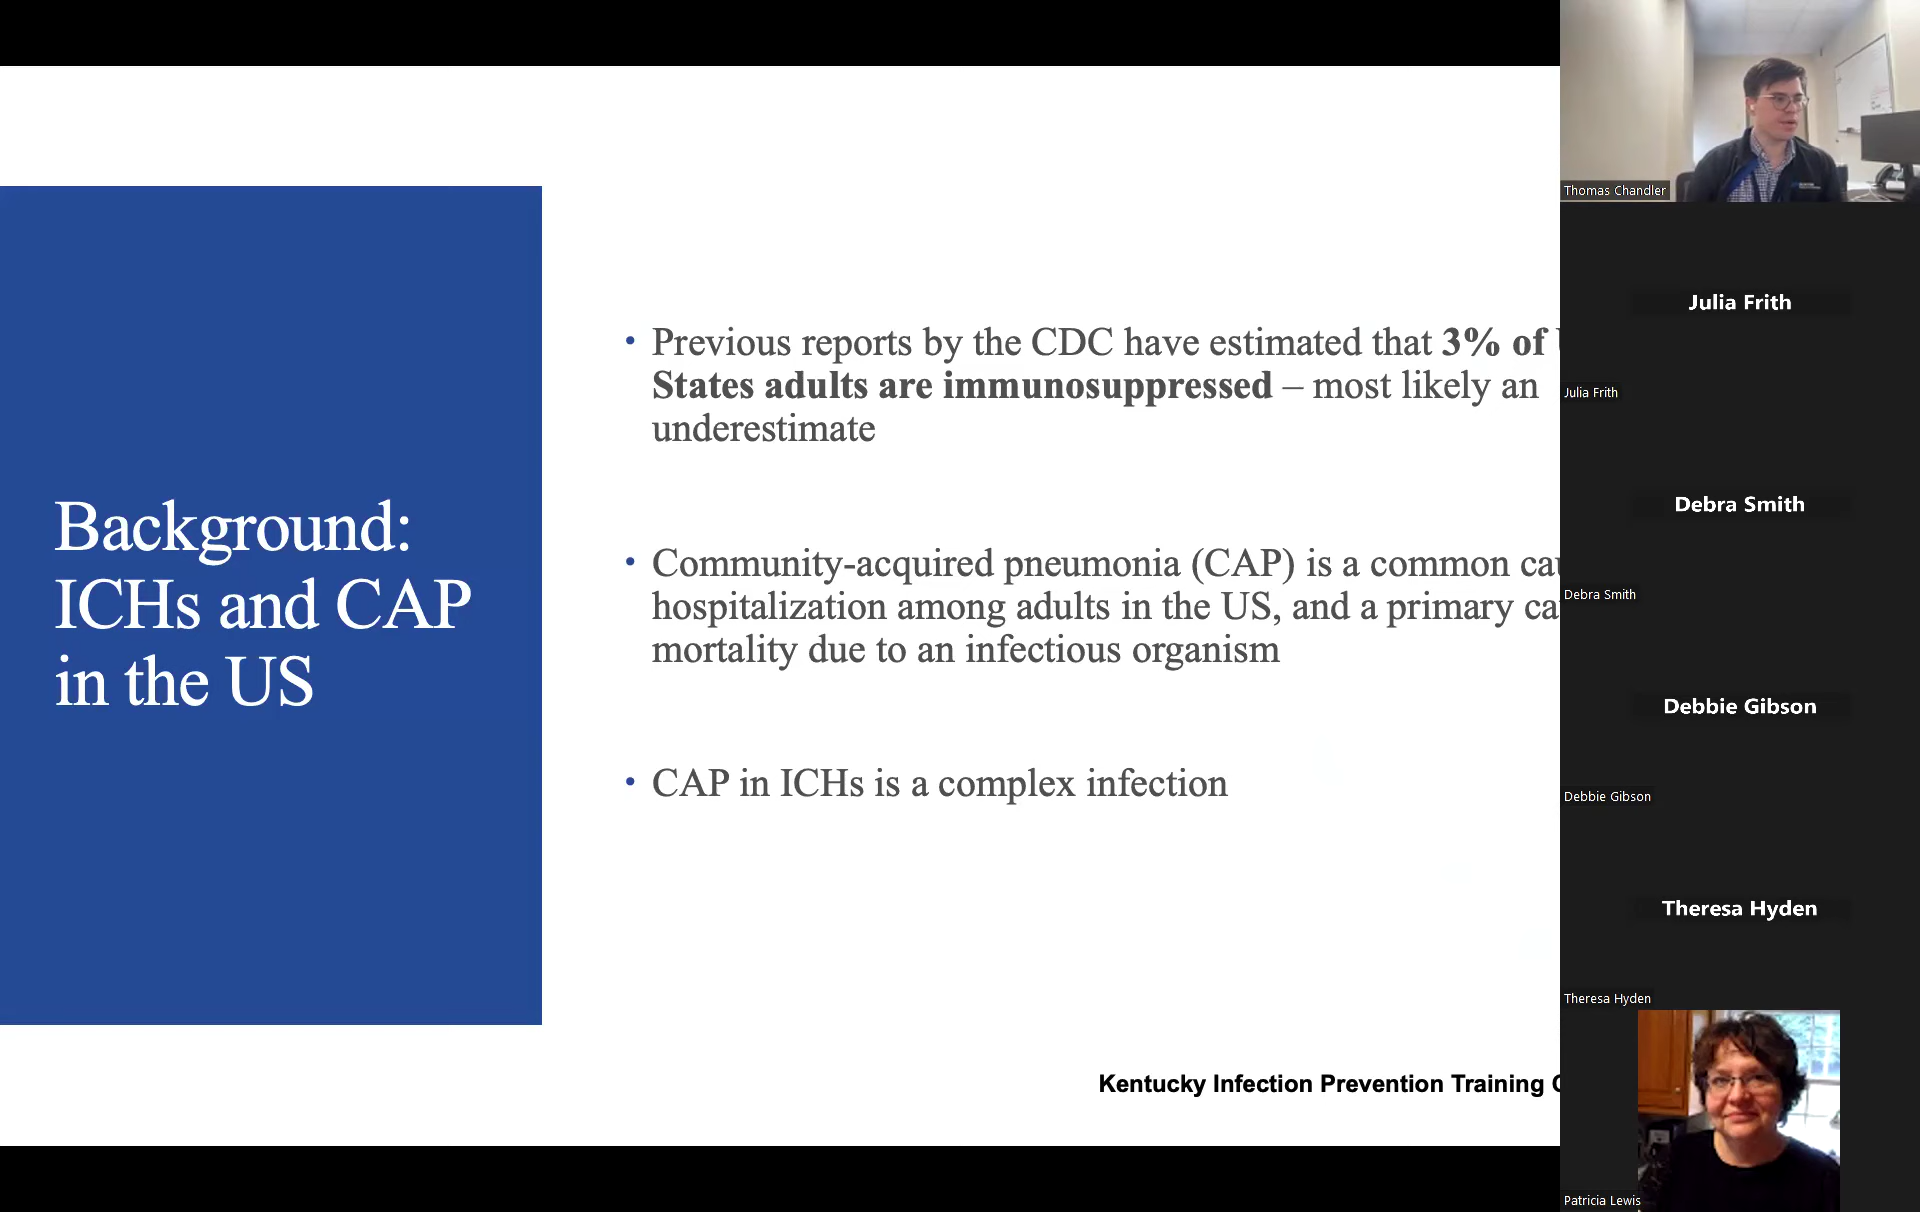 Background:
ICHs and CAP
in the US
• Previous reports by the CDC have estimated that 3% of
States adults are immunosuppressed – most likely an
underestimate
• Community-acquired pneumonia (CAP) is a common
hospitalization among adults in the US, and a primary
mortality due to an infectious organism
• CAP in ICHs is a complex infection
Kentucky Infection Prevention Training
Thomas Chandler
Julia Frith
Julia Frith
Debra Smith
Debra Smith
Debbie Gibson
Debbie Gibson
Theresa Hyden
Theresa Hyden
Patricia Lewis